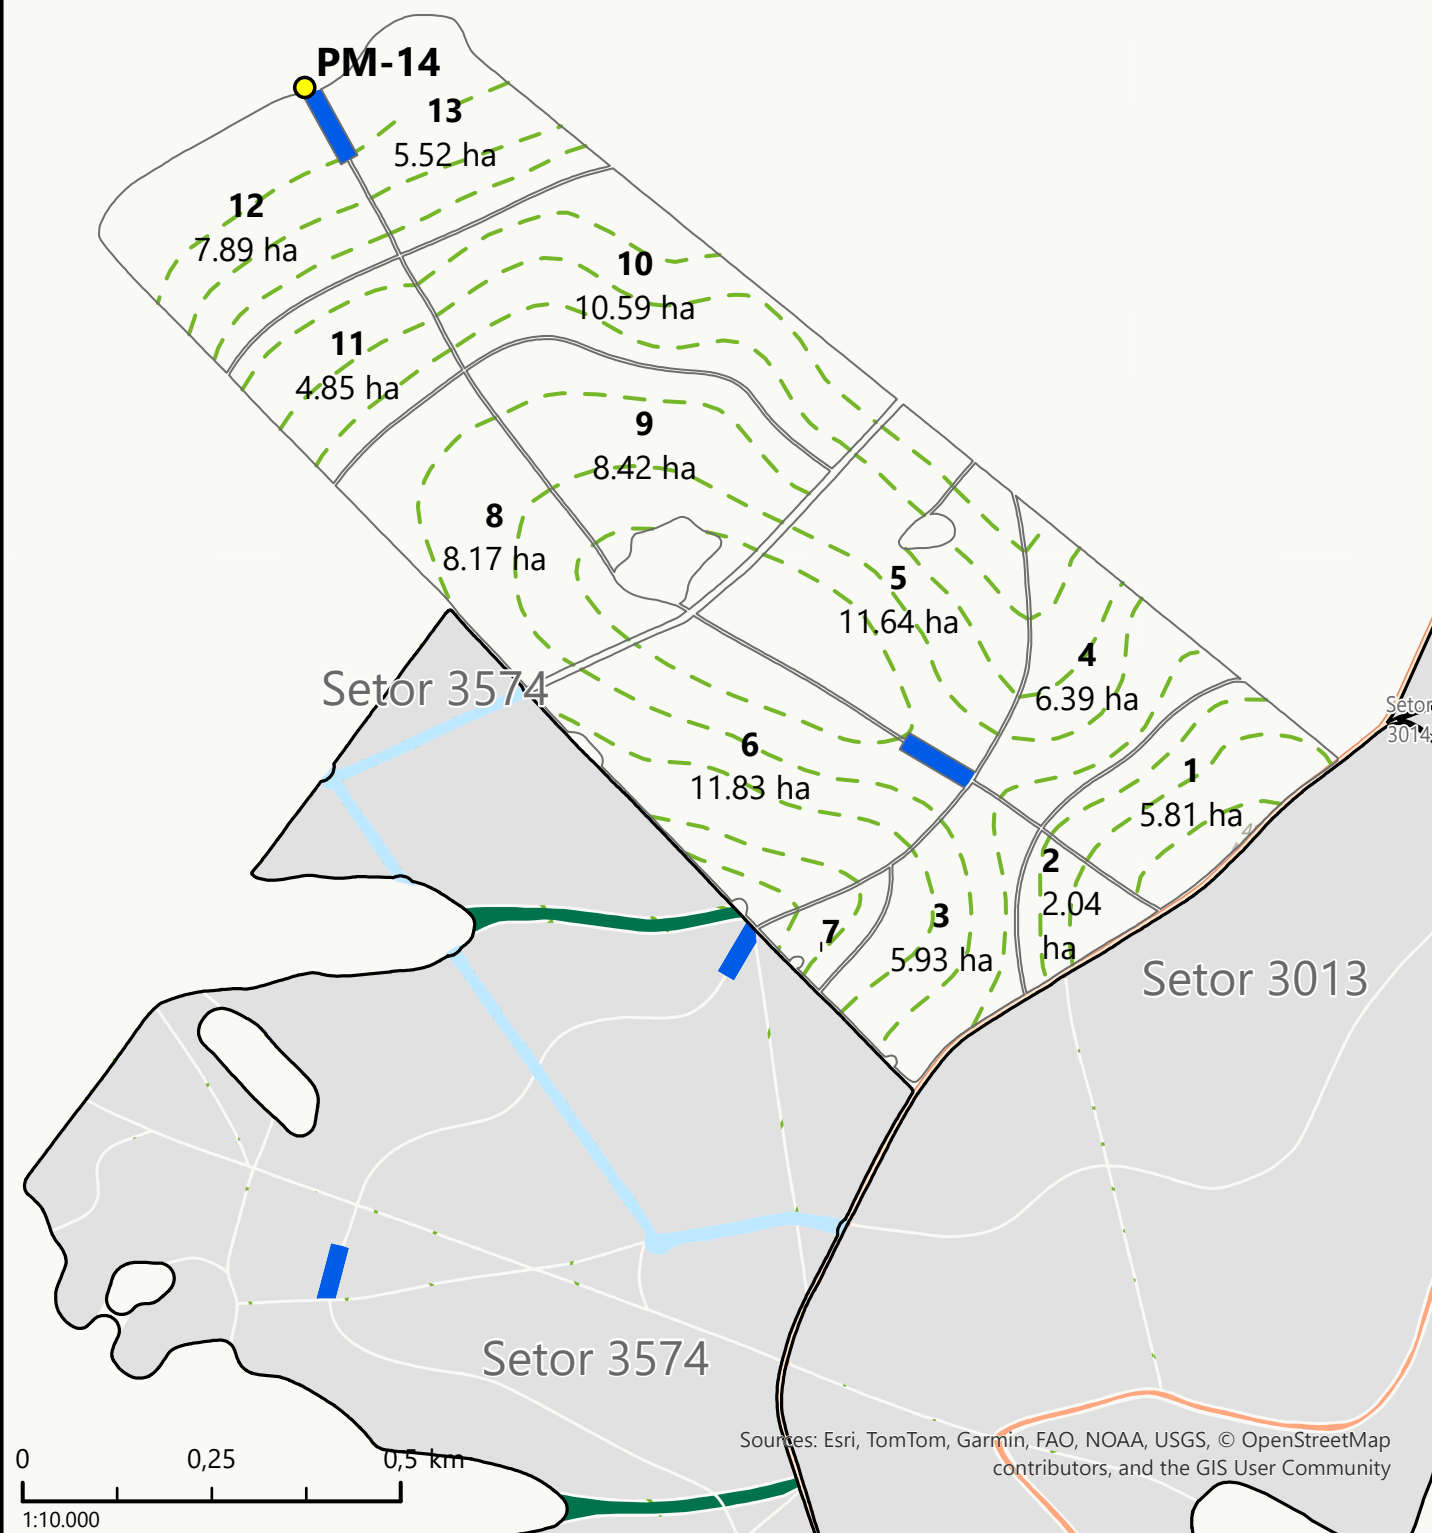 PM-14
13
5.52 ha
12
7.89 ha
10
10.59 ha
11
4.85 ha
9
8.42 ha
8
8.17 ha
5
11.64 ha
4
6.39 ha
Setor 3574
Setor
3014
6
11.83 ha
1
5.81 ha
2
2.04
ha
3
5.93 ha
7
Setor 3013
Setor 3574
Sources: Esri, TomTom, Garmin, FAO, NOAA, USGS, © OpenStreetMap
contributors, and the GIS User Community
0 0,25 0,5 km
1:10.000